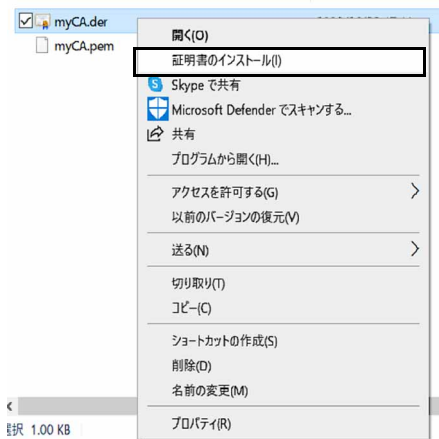 myCA.der
myCA.pem
開く(O)
証明書のインストール(I)
Skype で共有
Microsoft Defender でスキャンする...
共有
プログラムから開く(H)...
アクセスを許可する(G)
以前のバージョンの復元(V)
送る(N)
切り取り(T)
コピー(C)
ショートカットの作成(S)
削除(D)
名前の変更(M)
プロパティ(R)
択 1.00 KB